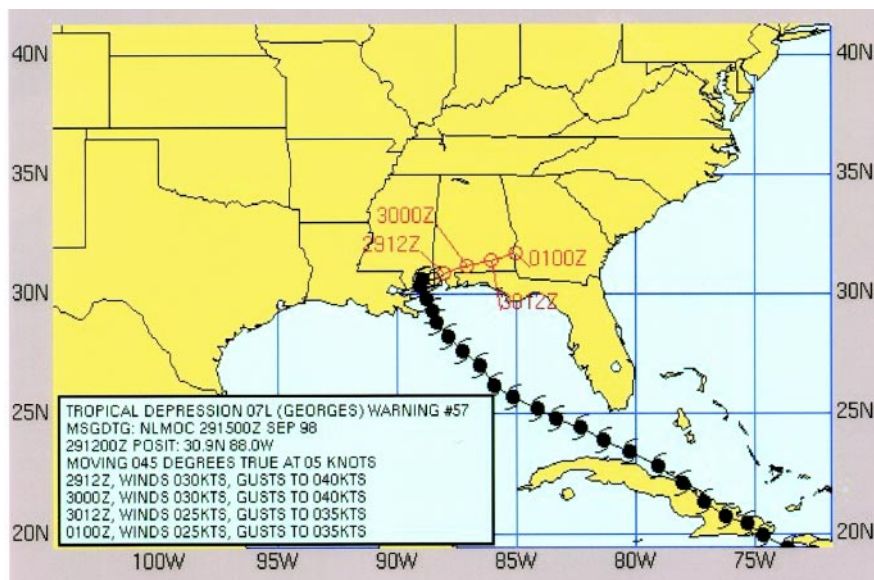 40N
40N
35N
35N
3000Z
2912Z
0100Z
30N
3012Z
30N
25N
25N
TROPICAL DEPRESSION 07L (GEORGES) WARNING #57
MSGDTG: NLMOC 291500Z SEP 98
291200Z POSIT: 30.9N 88.0W
MOVING 045 DEGREES TRUE AT 05 KNOTS
2912Z, WINDS 030KTS, GUSTS TO 040KTS
3000Z, WINDS 030KTS, GUSTS TO 040KTS
3012Z, WINDS 025KTS, GUSTS TO 035KTS
0100Z, WINDS 025KTS, GUSTS TO 035KTS
20N
20N
100W
95W
90W
85W
80W
75W